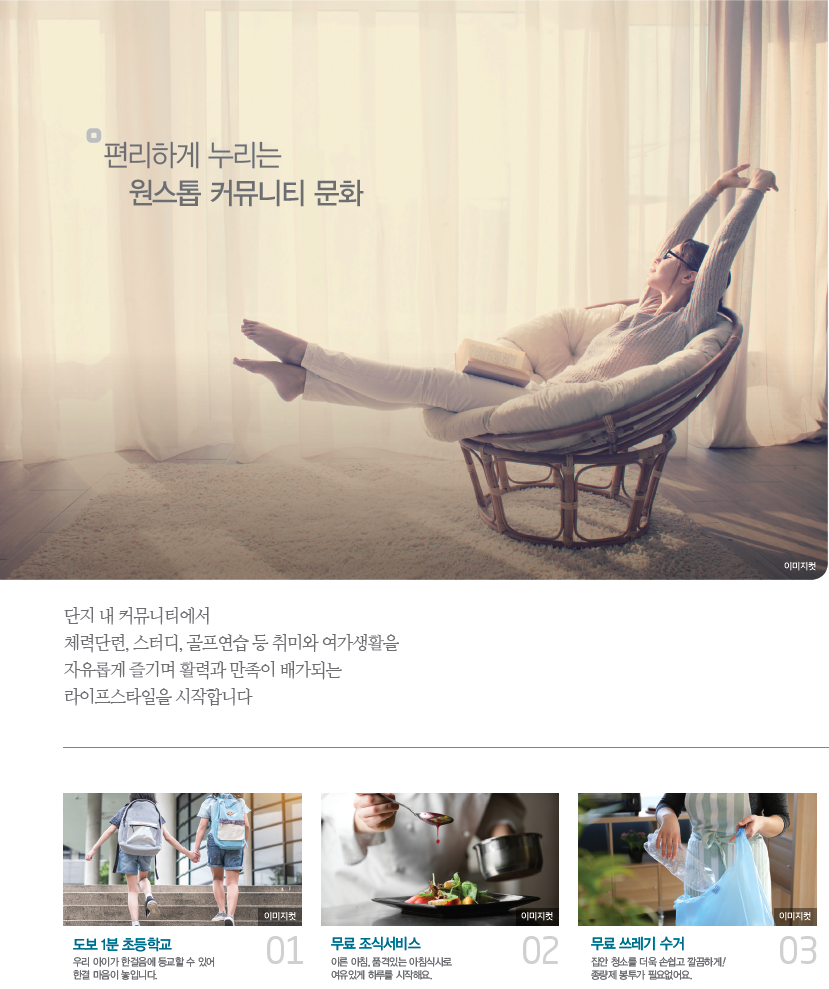 편리하게 누리는
원스톱 커뮤니티 문화
이미지컷
단지 내 커뮤니티에서
체력단련, 스터디, 골프연습 등 취미와 여가생활을
자유롭게 즐기며 활력과 만족이 배가되는
라이프스타일을 시작합니다
이미지컷
이미지컷
이미지컷
도보 1분 초등학교
01
우리 아이가 한걸음에 등교할 수 있어
한결 마음이 놓입니다.
무료 조식서비스
02
이른 아침, 품격있는 아침식사로
여유있게 하루를 시작해요.
무료 쓰레기 수거
03
집안 청소를 더욱 손쉽고 깔끔하게!
종량제 봉투가 필요없어요.